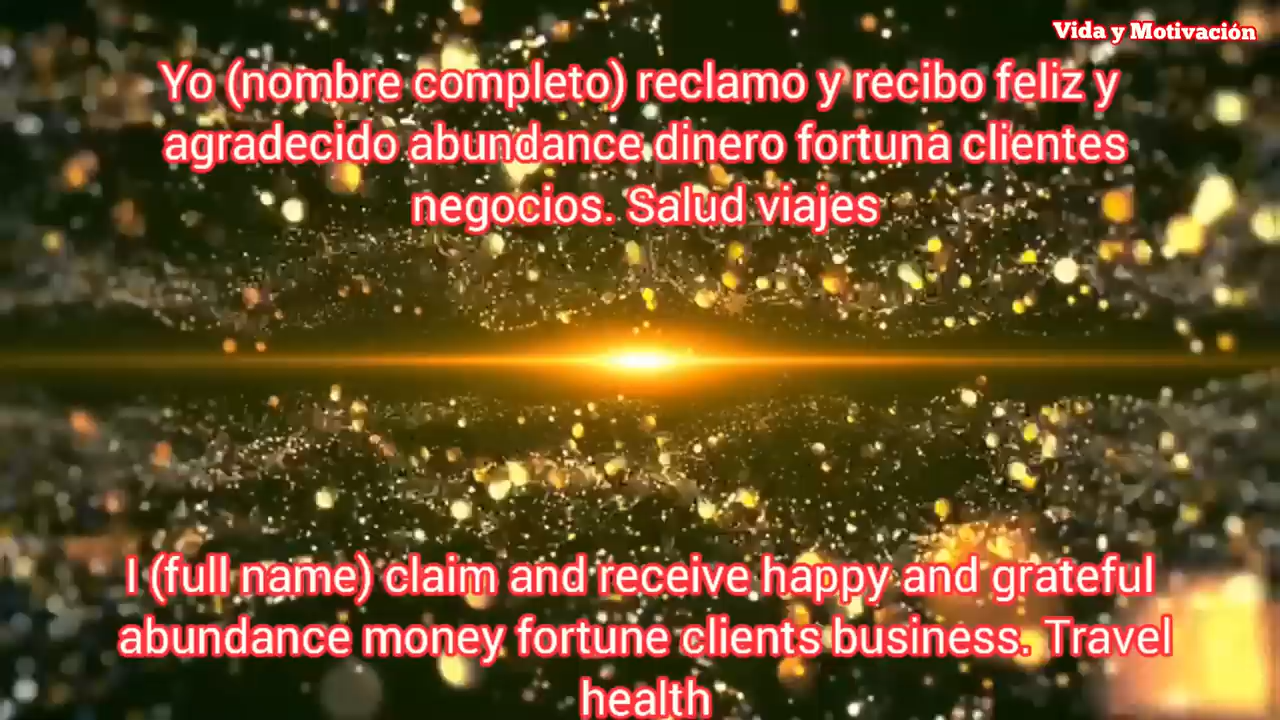 Vida y Motivación
Yo (nombre completo) reclamo y recibo feliz y
agradecido abundance dinero fortuna clientes
negocios. Salud viajes
I (full name) claim and receive happy and grateful
abundance money fortune clients business. Travel
health